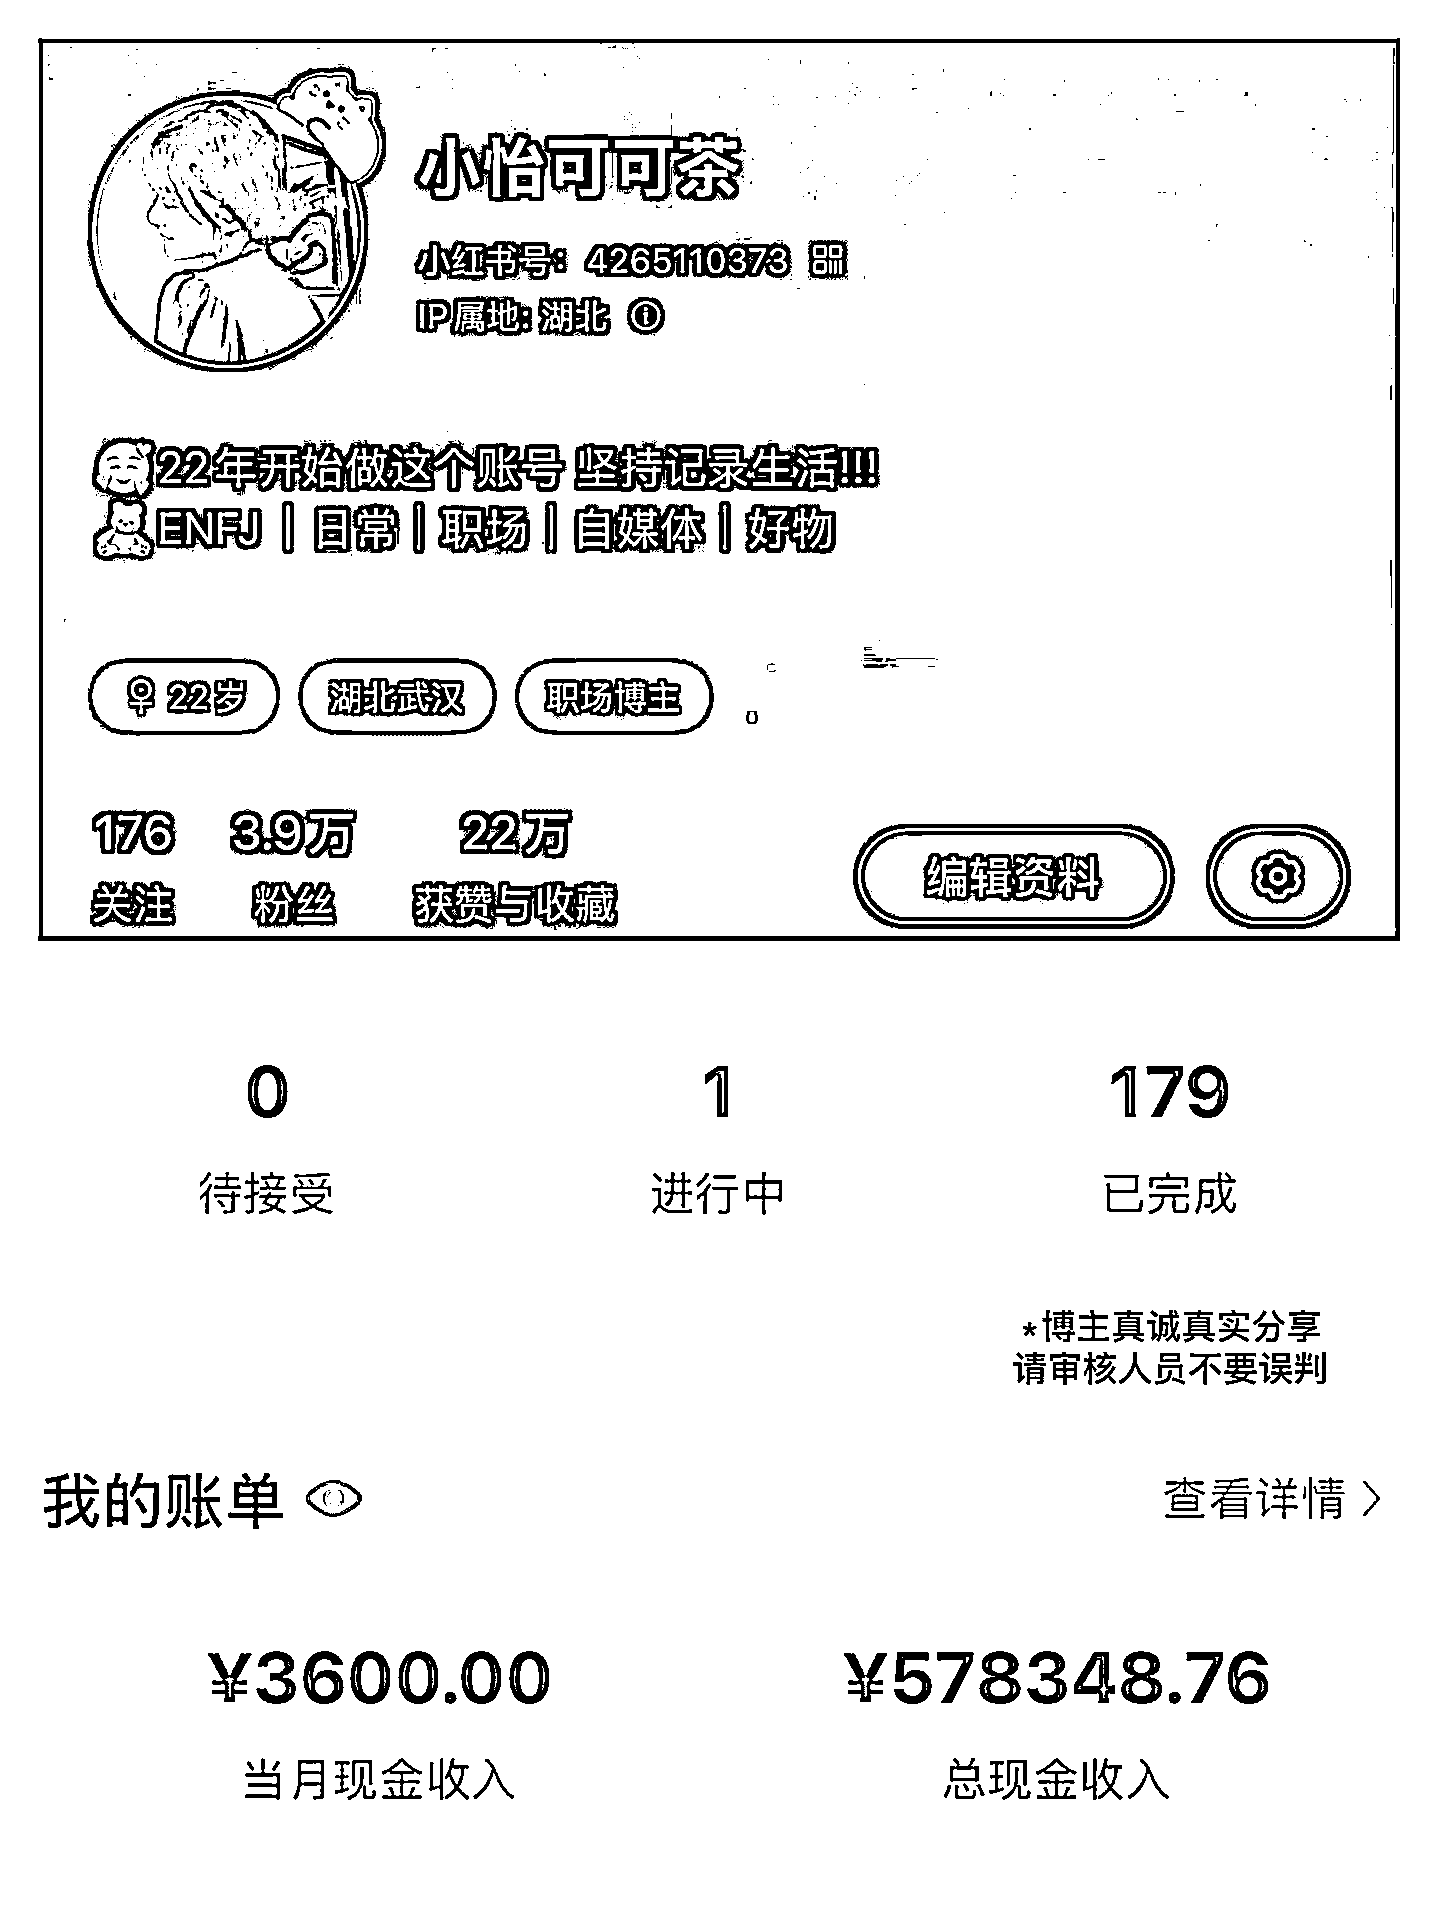 小怡可可茶
小红书号：4265110373
IP属地：湖北
22年开始做这个账号 坚持记录生活!!!
ENFJ｜日常｜职场｜自媒体｜好物
♀ 22岁 湖北武汉 职场博主
176 3.9万 22万
关注 粉丝 获赞与收藏 编辑资料
0 1 179
待接受 进行中 已完成
*博主真诚真实分享
请审核人员不要误判
我的账单 查看详情 >
¥3600.00 ¥578348.76
当月现金收入 总现金收入